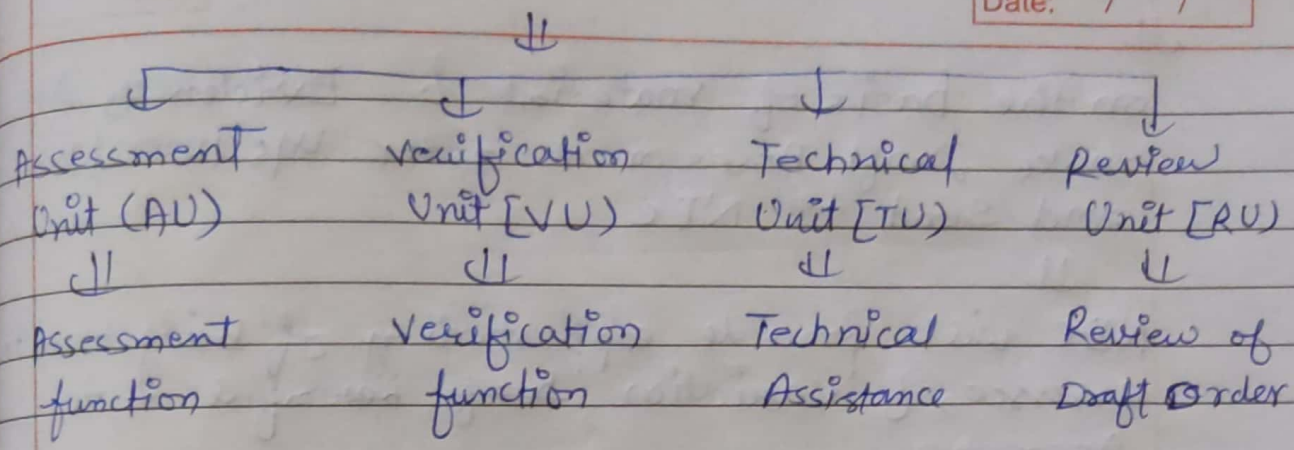 Date: / /
Assessment Verification Technical Review
Unit (AU) Unit [VU) Unit [TU) Unit [RU)
Assessment Verification Technical Review of
function function Assistance Draft Order